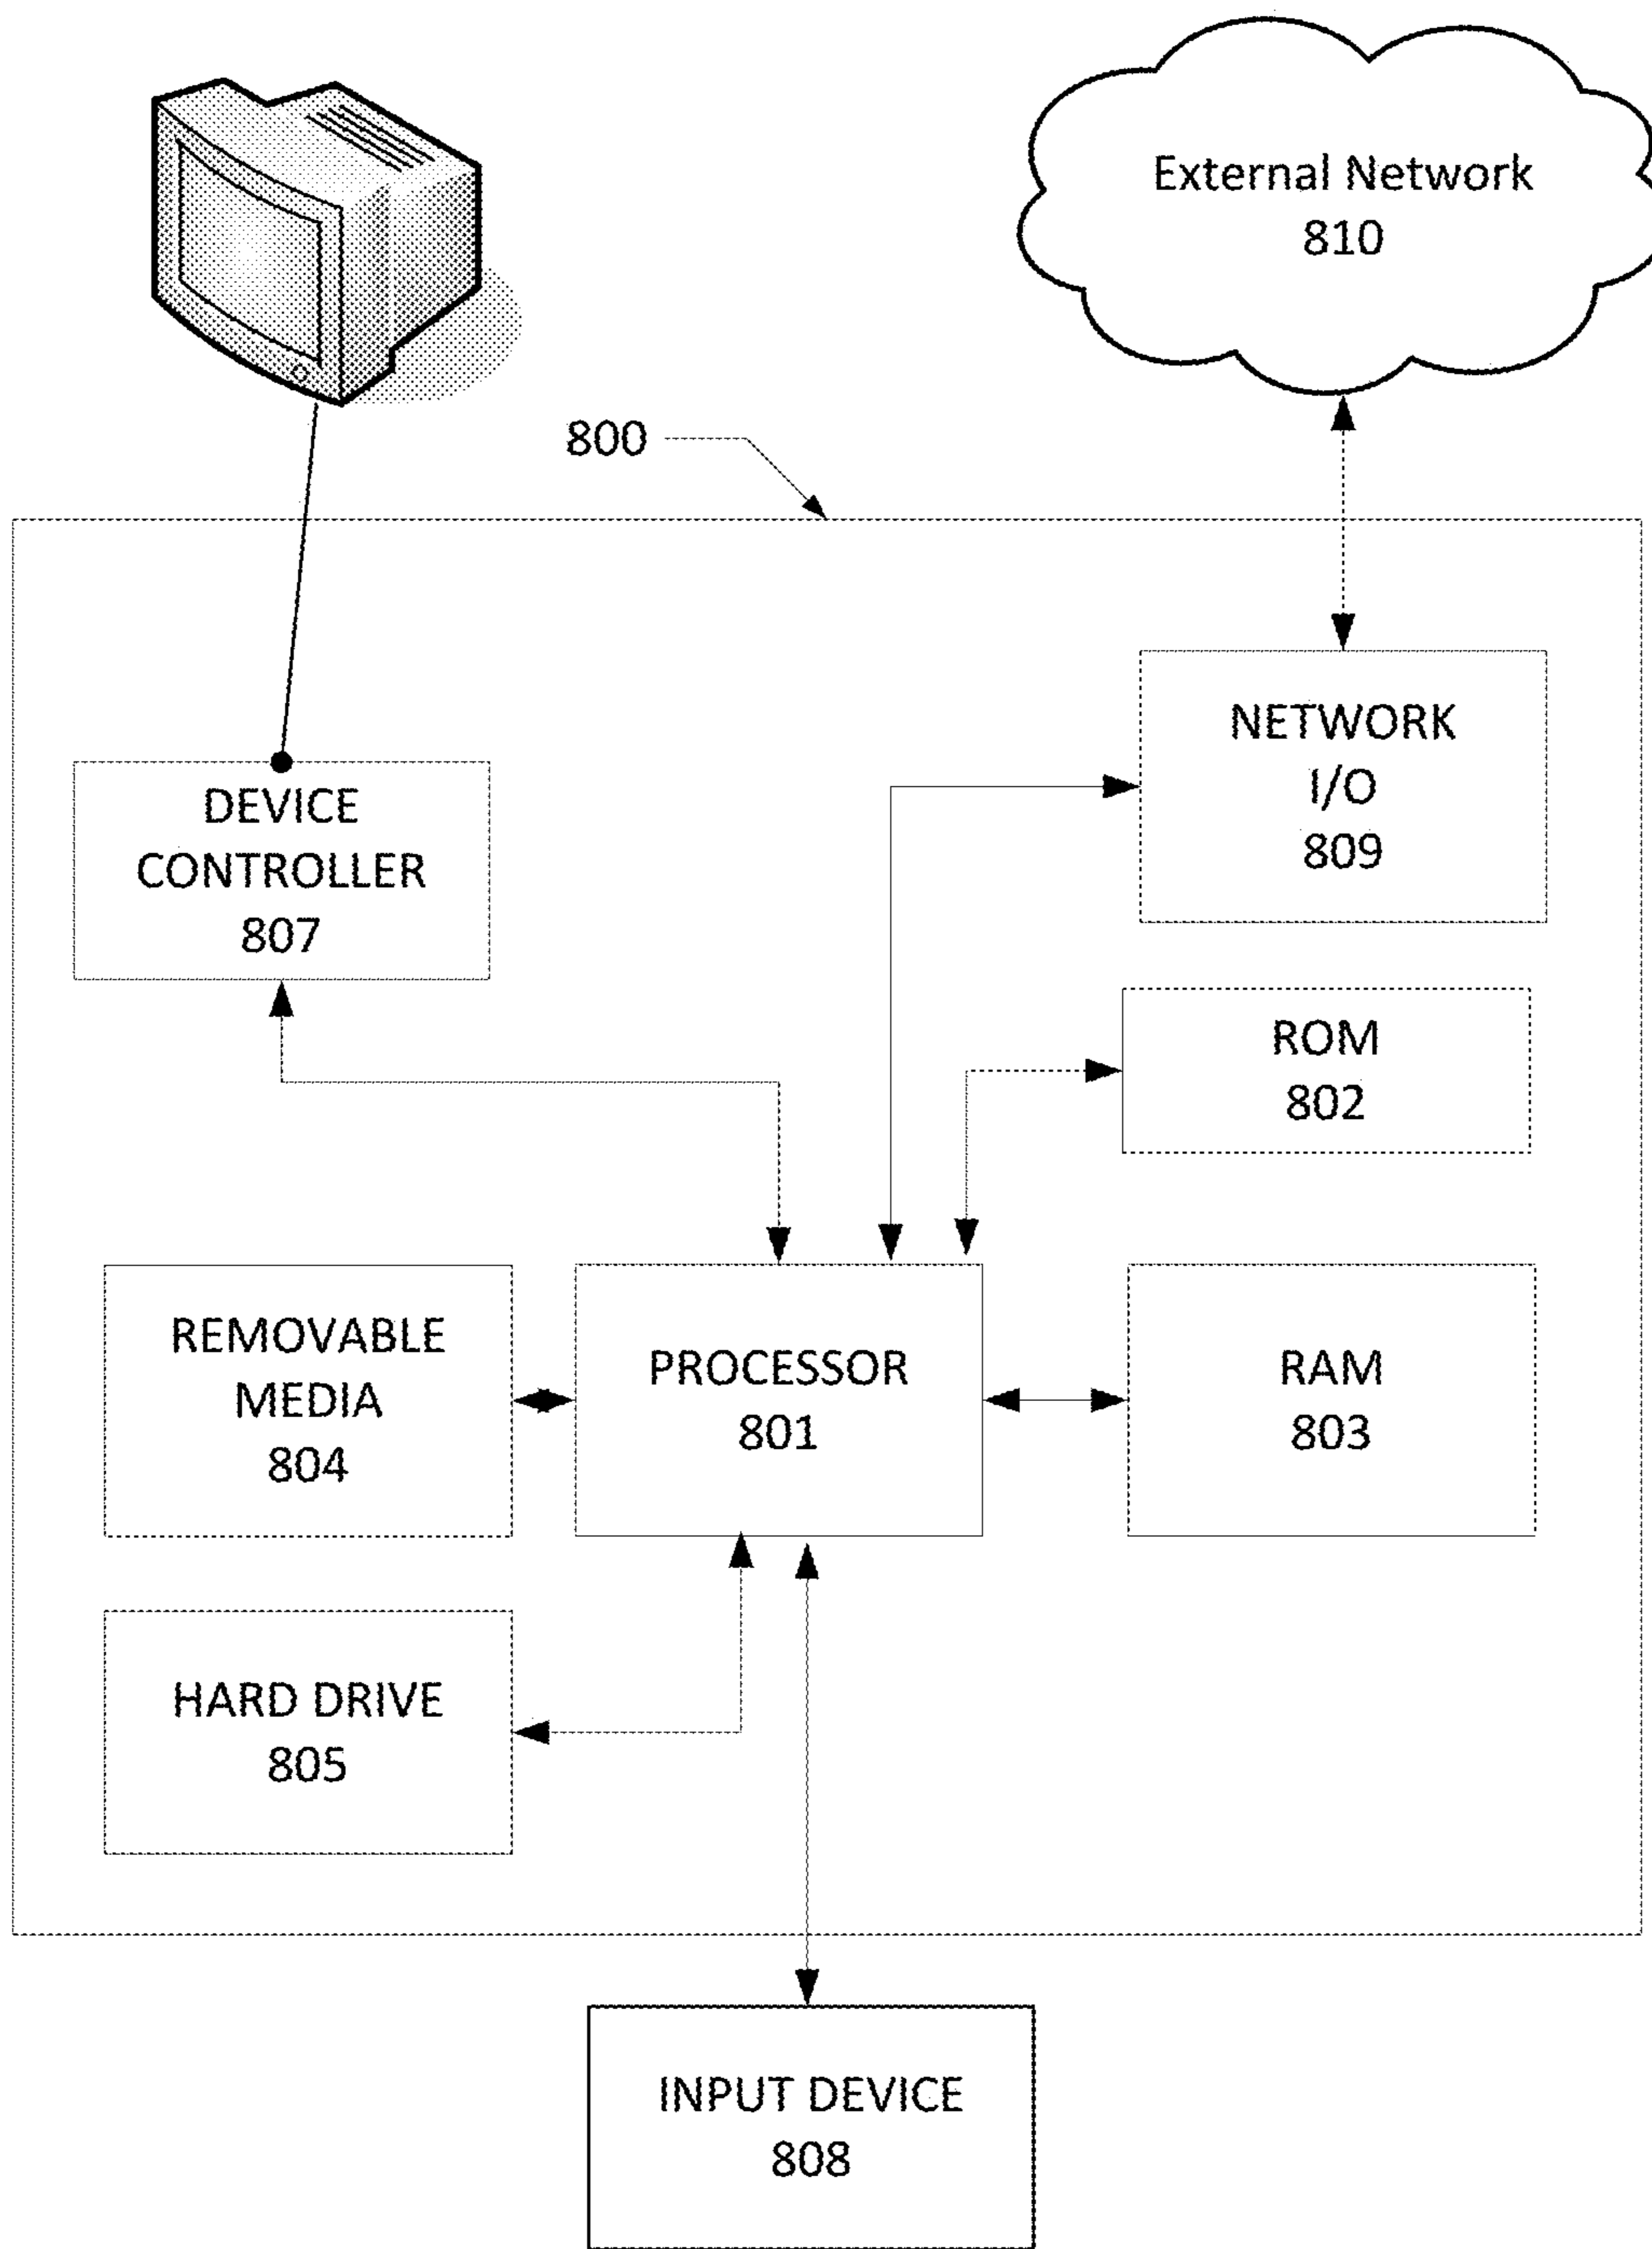 External Network
810
800
NETWORK
I/O
809
DEVICE
CONTROLLER
807
ROM
802
REMOVABLE
MEDIA
804
PROCESSOR
801
RAM
803
HARD DRIVE
805
INPUT DEVICE
808